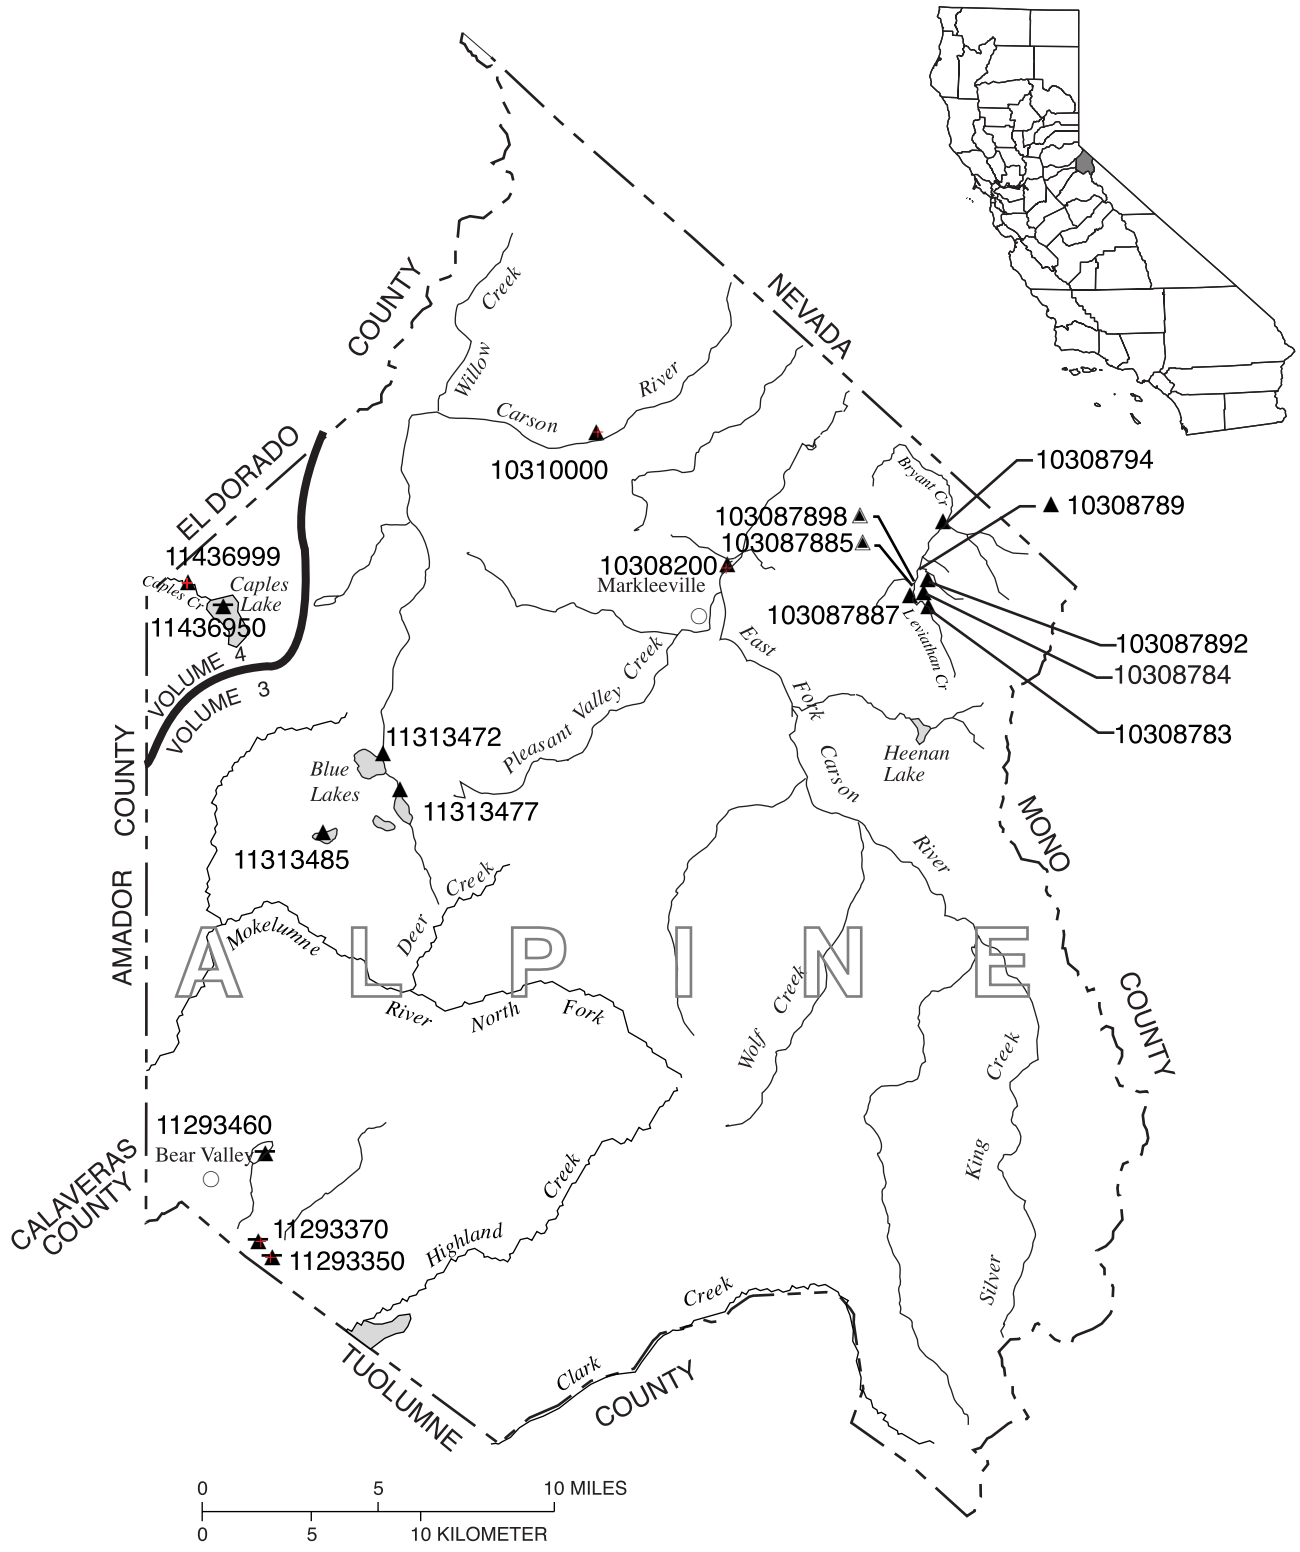 NEVADA
COUNTY
EL DORADO
Willow
Creek
Carson
River
10310000
Bryant Cr
10308794
10308789
103087898
103087885
10308200
Markleeville
103087887
Leviathan Cr
103087892
10308784
10308783
11436999
Caples Cr
Caples
Lake
11436950
VOLUME 4
VOLUME 3
East
Fork
Carson
River
Pleasant Valley Creek
Heenan
Lake
11313472
Blue
Lakes
11313477
11313485
AMADOR COUNTY
MONO
COUNTY
Deer
Creek
Mokelumne
River North Fork
ALPINE
Wolf
Creek
Silver
King
Creek
11293460
Bear Valley
CALAVERAS
COUNTY
11293370
11293350
Highland
Creek
Clark
Creek
TUOLUMNE
COUNTY
0 5 10 MILES
0 5 10 KILOMETER